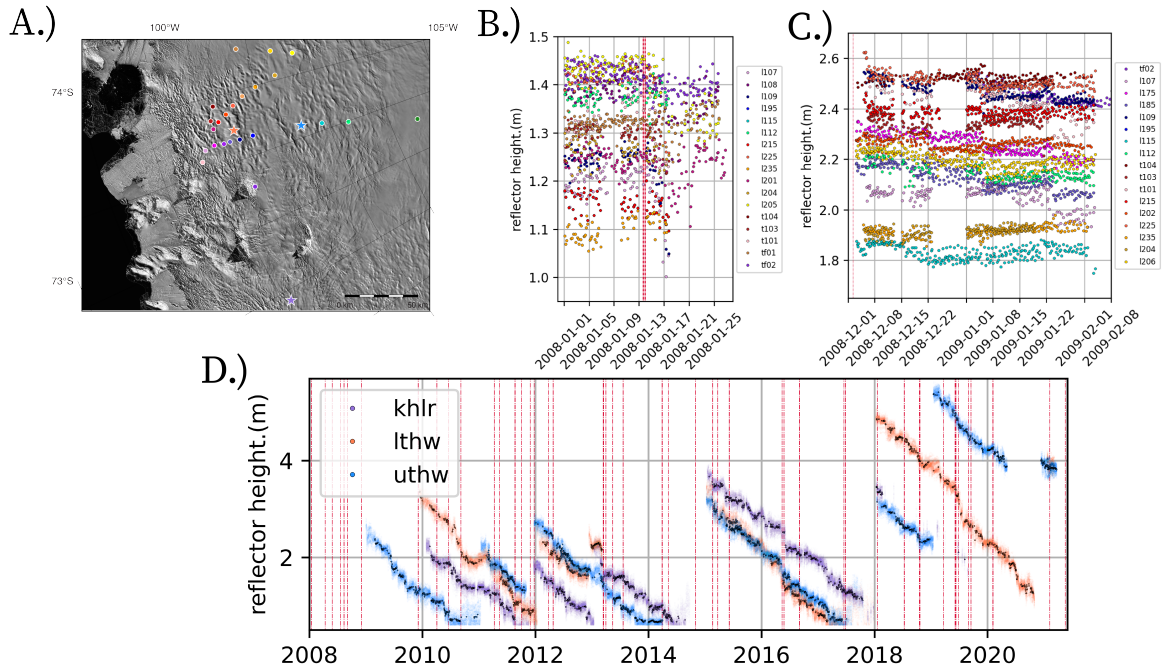 A.)
100°W
105°W
74°S
73°S
0 km
50 km
B.)
reflector height.(m)
1.5
1.4
1.3
1.2
1.1
1.0
2008-01-01
2008-01-05
2008-01-09
2008-01-13
2008-01-17
2008-01-21
2008-01-25
l107
l108
l109
l195
l115
l112
l215
l225
l235
l201
l204
l205
t104
t103
t101
tf01
tf02
C.)
reflector height.(m)
2.6
2.4
2.2
2.0
1.8
2008-12-01
2008-12-08
2008-12-15
2008-12-22
2009-01-01
2009-01-08
2009-01-15
2009-01-22
2009-02-01
2009-02-08
tf02
l107
l175
l185
l109
l195
l115
l112
t104
t103
t101
l215
l202
l225
l235
l204
l206
D.)
reflector height.(m)
4
2
khlr
lthw
uthw
2008
2010
2012
2014
2016
2018
2020